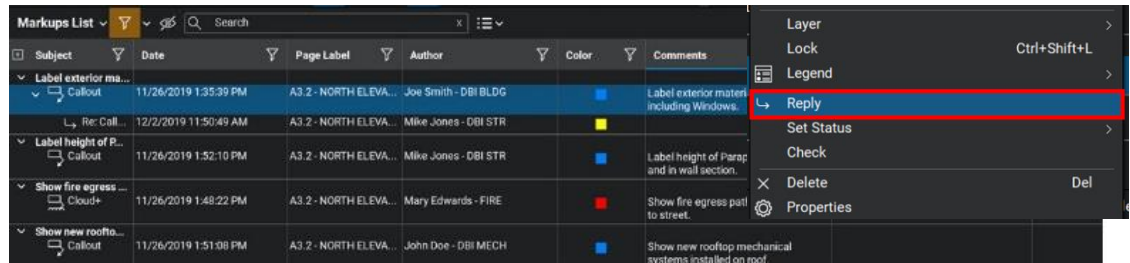 Markups List Search x
Subject Date Page Label Author Color Comments
Label exterior ma...
Callout 11/26/2019 1:35:39 PM A3.2 - NORTH ELEVA... Joe Smith - DBI BLDG Label exterior materi
including Windows.
Re: Call... 12/2/2019 11:50:49 AM A3.2 - NORTH ELEVA... Mike Jones - DBI STR
Label height of P...
Callout 11/26/2019 1:52:10 PM A3.2 - NORTH ELEVA... Mike Jones - DBI STR Label height of Parap
and in wall section.
Show fire egress ...
Cloud+ 11/26/2019 1:48:22 PM A3.2 - NORTH ELEVA... Mary Edwards - FIRE Show fire egress pat
to street.
Show new roofto...
Callout 11/26/2019 1:51:08 PM A3.2 - NORTH ELEVA... John Doe - DBI MECH Show new rooftop mechanical
systems installed on roof
Layer
Lock Ctrl+Shift+L
Legend
Reply
Set Status
Check
Delete Del
Properties